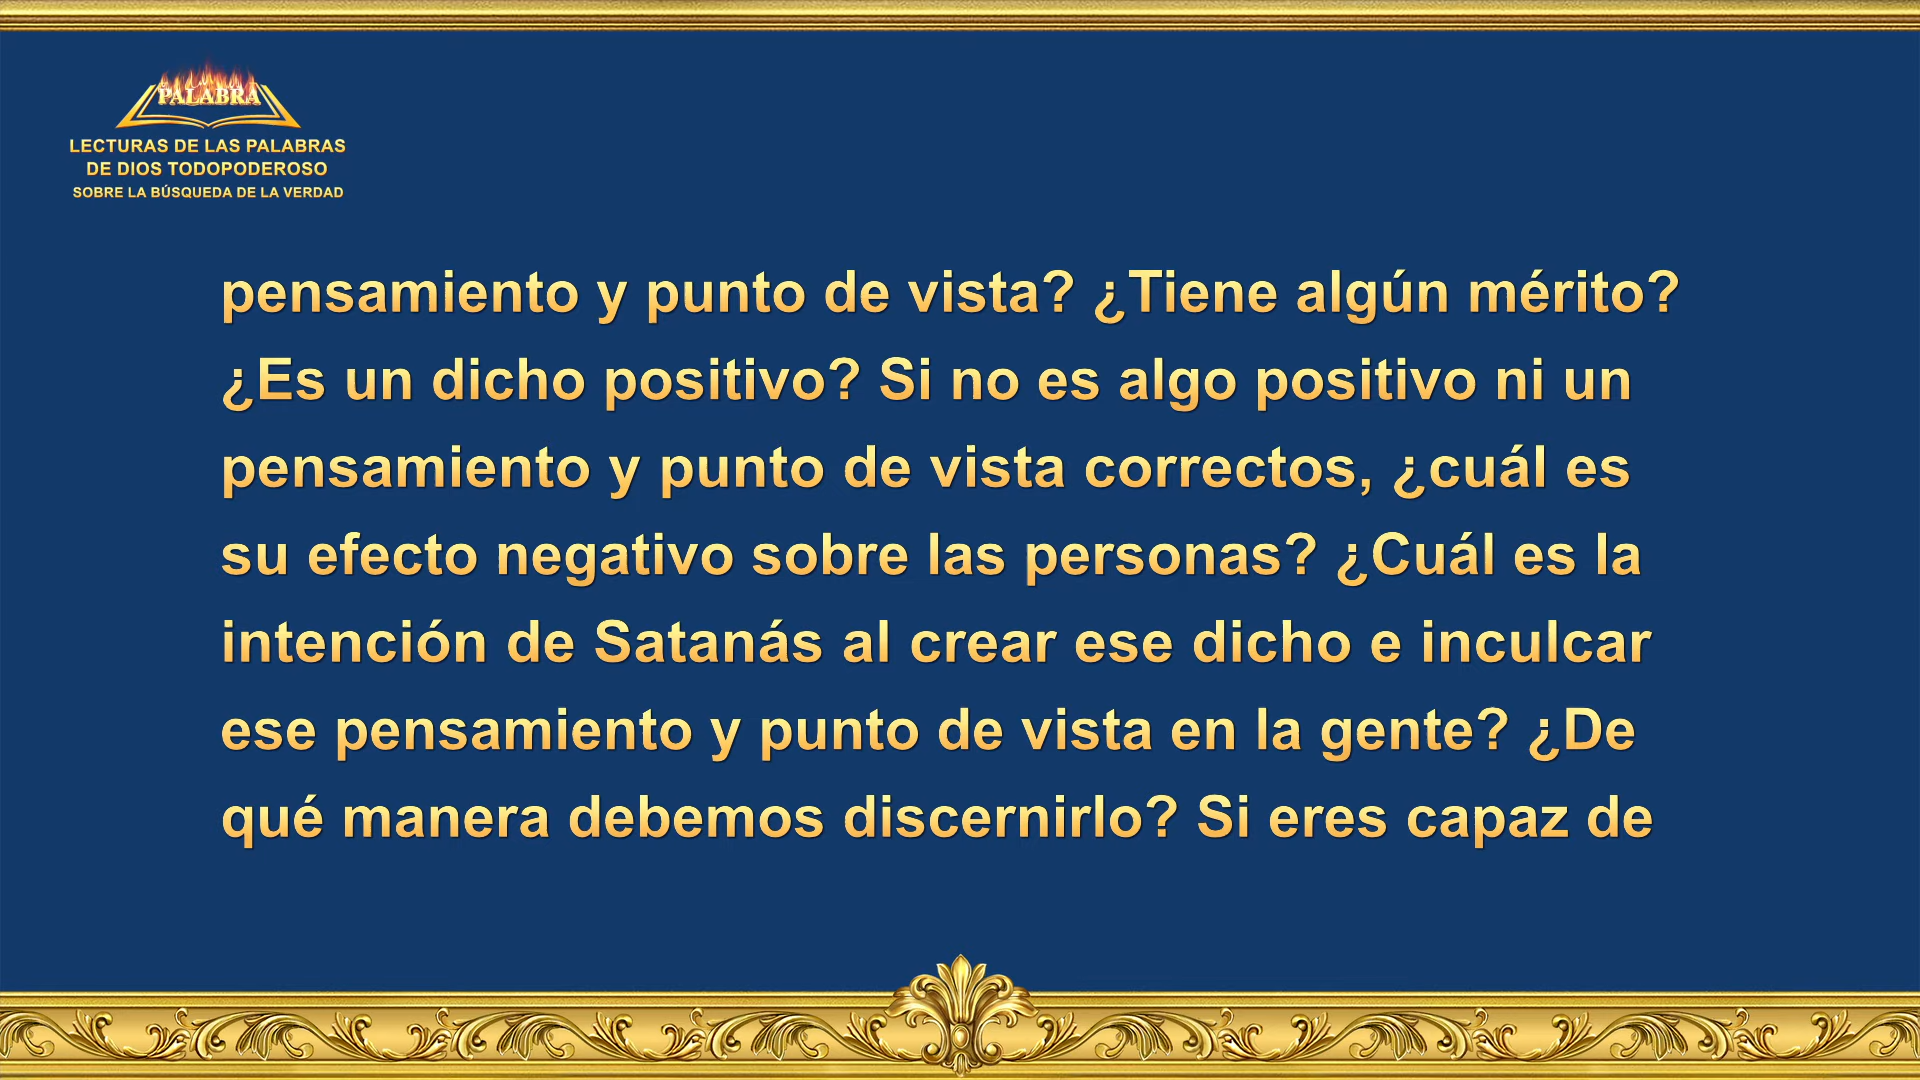 PALABRA
LECTURAS DE LAS PALABRAS
DE DIOS TODOPODEROSO
SOBRE LA BÚSQUEDA DE LA VERDAD
pensamiento y punto de vista? ¿Tiene algún mérito?
¿Es un dicho positivo? Si no es algo positivo ni un
pensamiento y punto de vista correctos, ¿cuál es
su efecto negativo sobre las personas? ¿Cuál es la
intención de Satanás al crear ese dicho e inculcar
ese pensamiento y punto de vista en la gente? ¿De
qué manera debemos discernirlo? Si eres capaz de